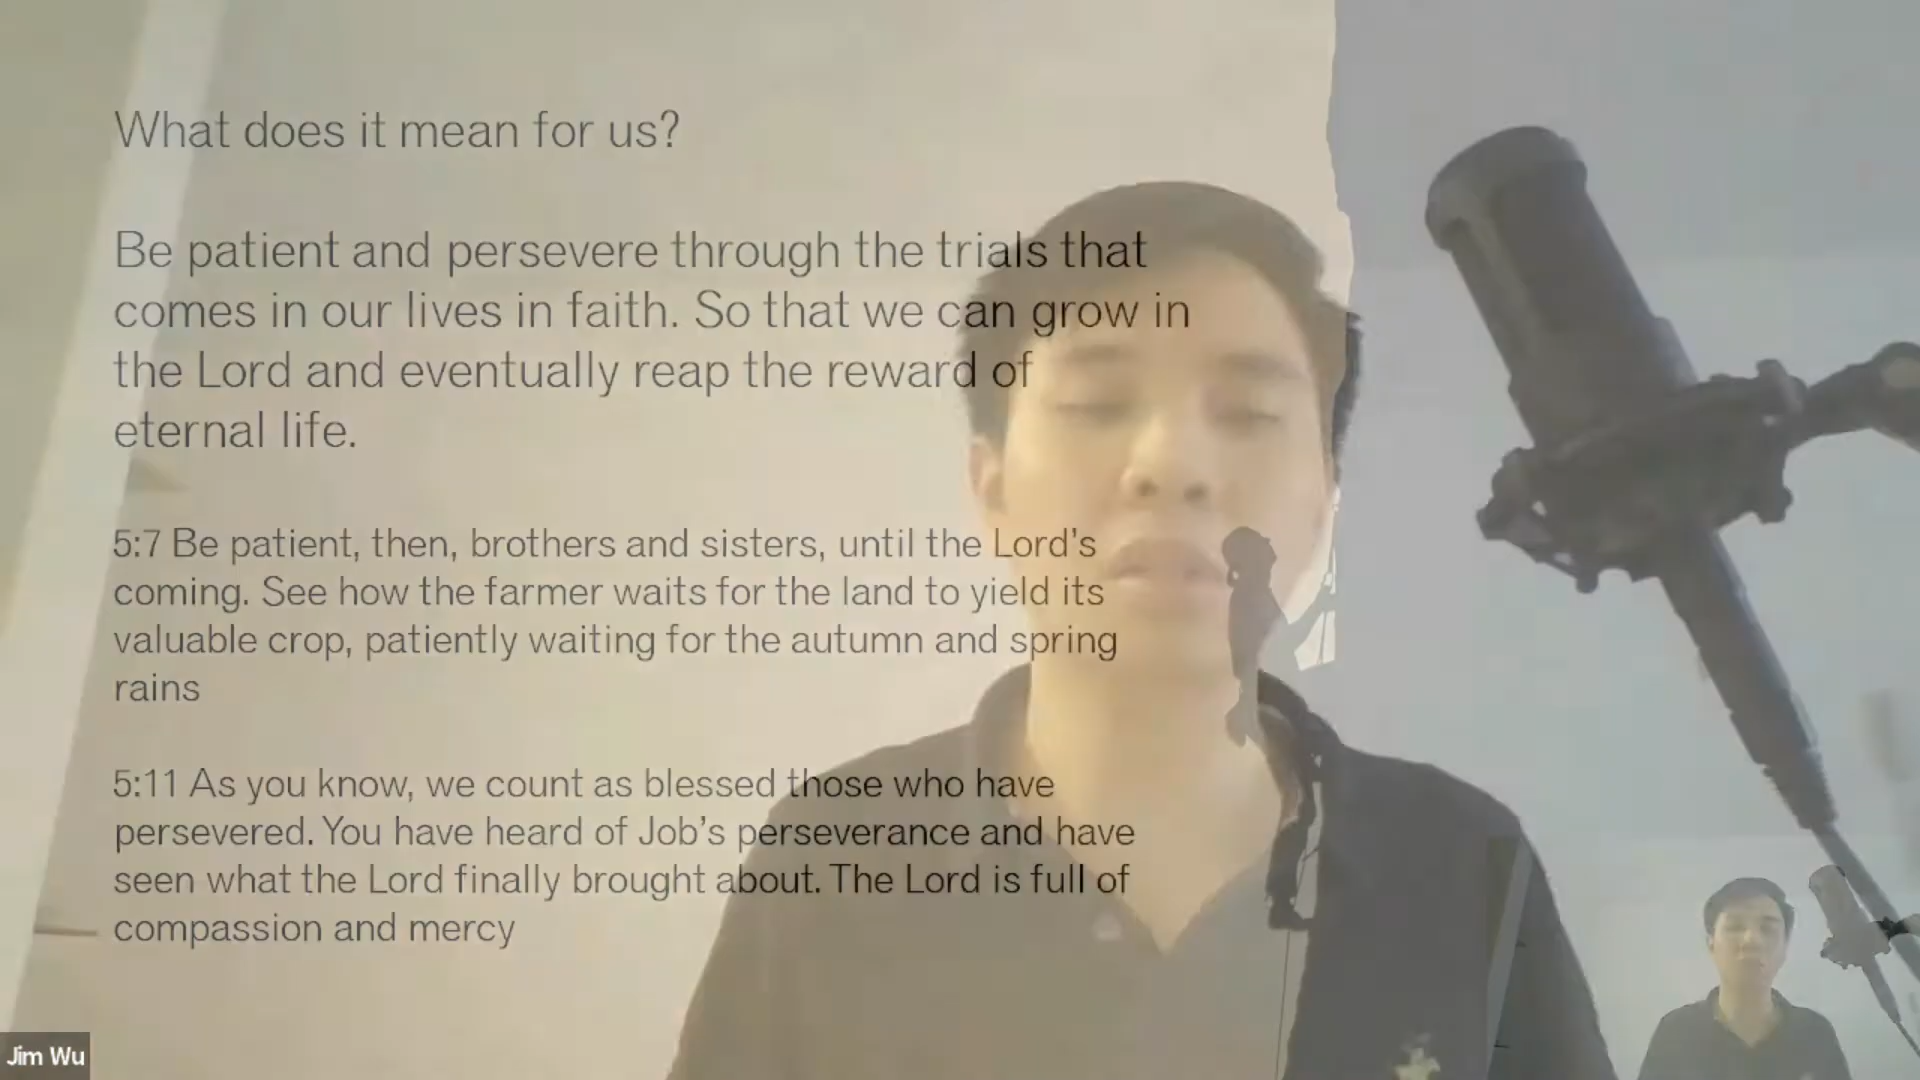 What does it mean for us?
Be patient and persevere through the trials that
comes in our lives in faith. So that we can grow in
the Lord and eventually reap the reward of
eternal life.
5:7 Be patient, then, brothers and sisters, until the Lord's
coming. See how the farmer waits for the land to yield its
valuable crop, patiently waiting for the autumn and spring
rains
5:11 As you know, we count as blessed those who have
persevered. You have heard of Job's perseverance and have
seen what the Lord finally brought about. The Lord is full of
compassion and mercy
Jim Wu